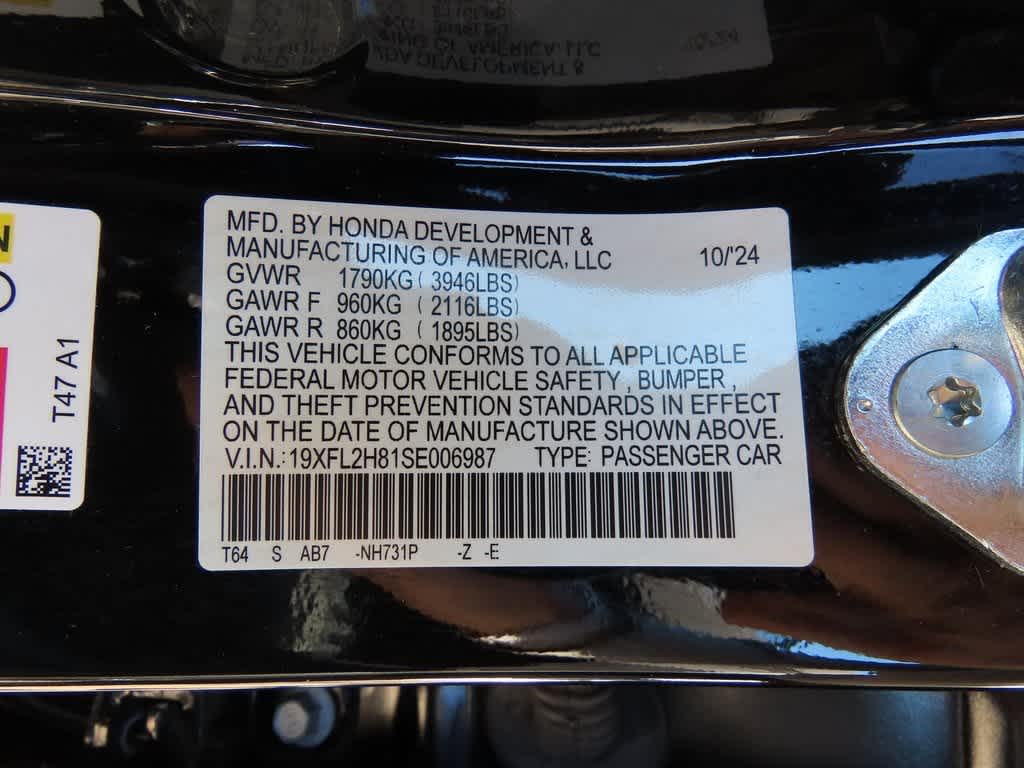 MFD. BY HONDA DEVELOPMENT &
MANUFACTURING OF AMERICA, LLC 10/'24
GVWR 1790KG ( 3946LBS)
GAWR F 960KG ( 2116LBS)
GAWR R 860KG ( 1895LBS)
THIS VEHICLE CONFORMS TO ALL APPLICABLE
FEDERAL MOTOR VEHICLE SAFETY , BUMPER ,
AND THEFT PREVENTION STANDARDS IN EFFECT
ON THE DATE OF MANUFACTURE SHOWN ABOVE.
V.I.N.:19XFL2H81SE006987 TYPE: PASSENGER CAR
T64 S AB7 -NH731P -Z -E
T47 A1